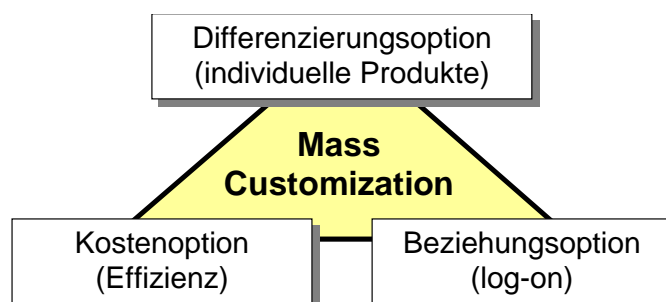 Differenzierungsoption
(individuelle Produkte)
Mass
Customization
Kostenoption
(Effizienz)
Beziehungsoption
(log-on)